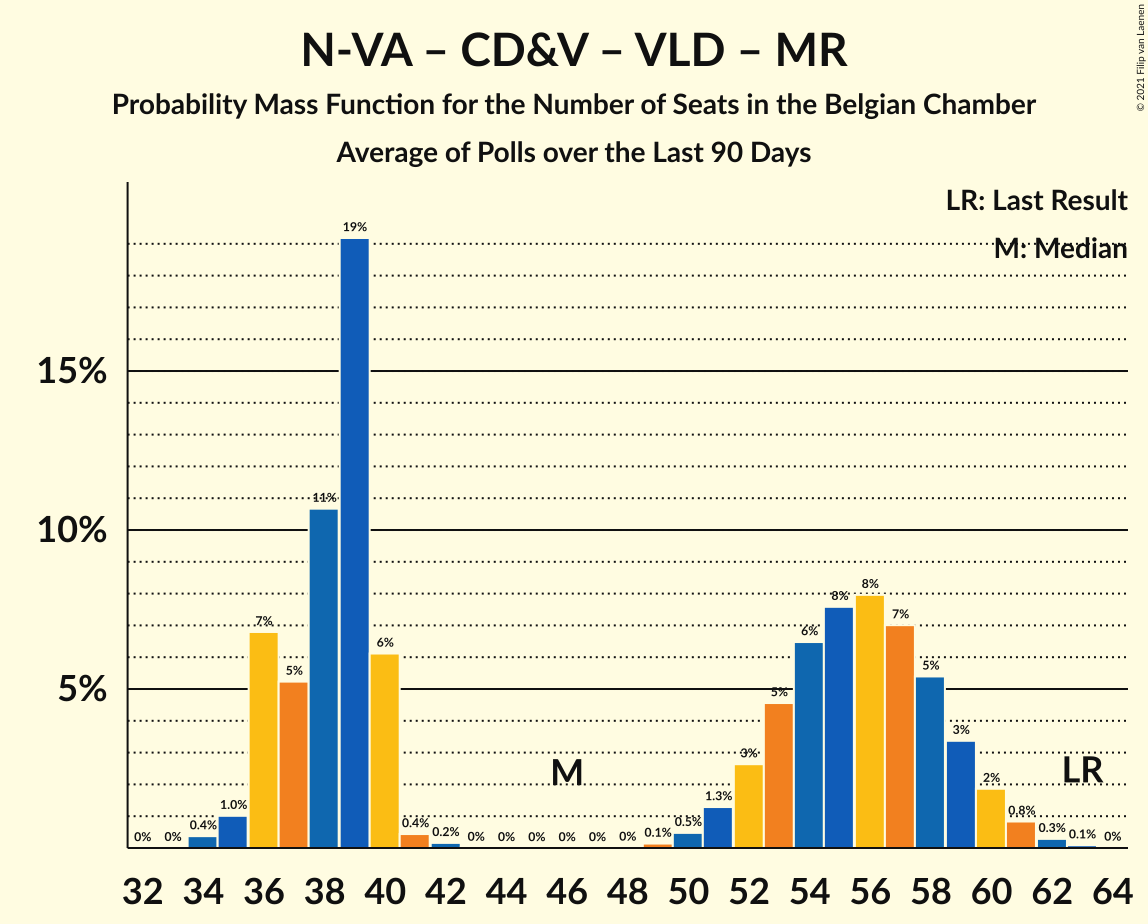 N-VA – CD&V – VLD – MR
Probability Mass Function for the Number of Seats in the Belgian Chamber
Average of Polls over the Last 90 Days
© 2021 Filip van Laenen
LR: Last Result
M: Median
15%
10%
5%
0% 0% 0.4% 1.0% 7% 5% 11% 19% 6% 0.4% 0.2% 0% 0% 0% 0% 0% 0% 0.1% 0.5% 1.3% 3% 5% 6% 8% 8% 7% 5% 3% 2% 0.8% 0.3% 0.1% 0%
M
LR
32 34 36 38 40 42 44 46 48 50 52 54 56 58 60 62 64